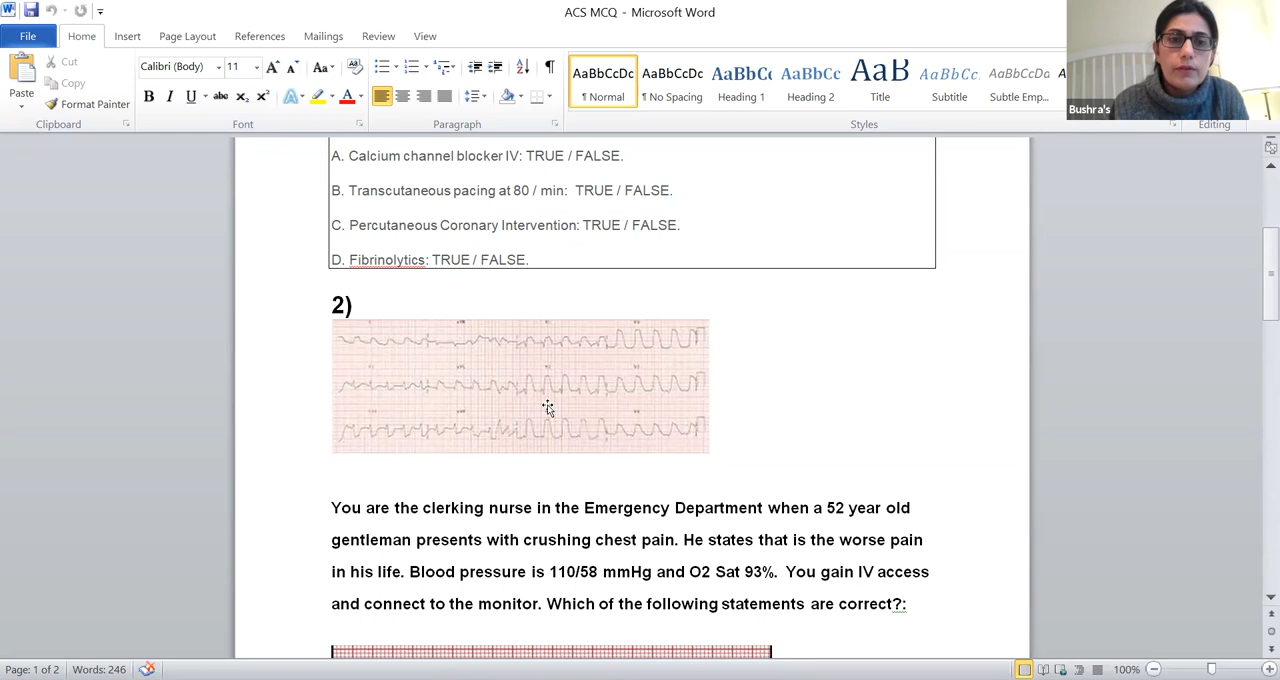 ACS MCQ - Microsoft Word
File Home Insert Page Layout References Mailings Review View
Paste
Cut
Copy
Format Painter
Clipboard
Calibri (Body) 11
Font
Paragraph
AaBbCcDc AaBbCcDc AaBbC AaBbCc AaB AaBbCc. AaBbCcDc
¶ Normal ¶ No Spacing Heading 1 Heading 2 Title Subtitle Subtle Emp...
Styles
Editing
Bushra's
A. Calcium channel blocker IV: TRUE / FALSE.
B. Transcutaneous pacing at 80 / min: TRUE / FALSE.
C. Percutaneous Coronary Intervention: TRUE / FALSE.
D. Fibrinolytics: TRUE / FALSE.
2)
You are the clerking nurse in the Emergency Department when a 52 year old
gentleman presents with crushing chest pain. He states that is the worse pain
in his life. Blood pressure is 110/58 mmHg and O2 Sat 93%. You gain IV access
and connect to the monitor. Which of the following statements are correct?:
Page: 1 of 2 Words: 246 100%